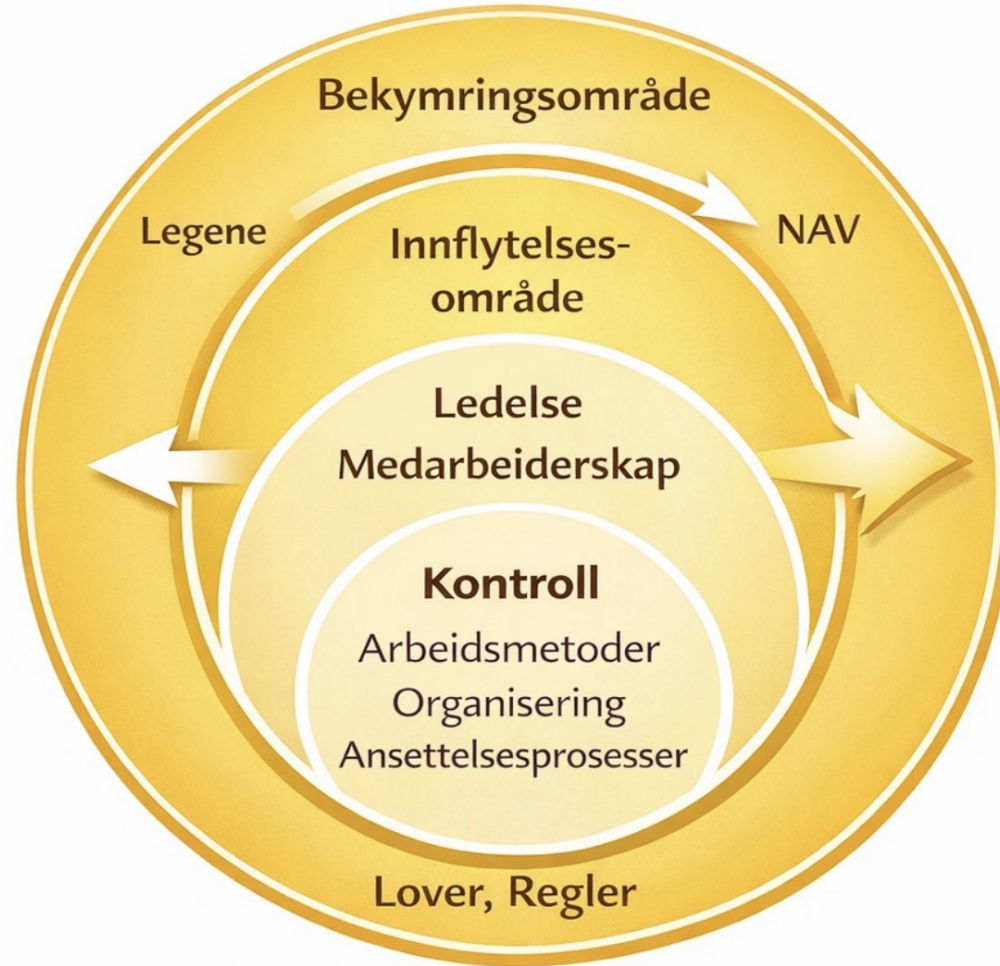 Bekymringsområde
Legene
NAV
Innflytelses-
område
Ledelse
Medarbeiderskap
Kontroll
Arbeidsmetoder
Organisering
Ansettelsesprosesser
Lover, Regler